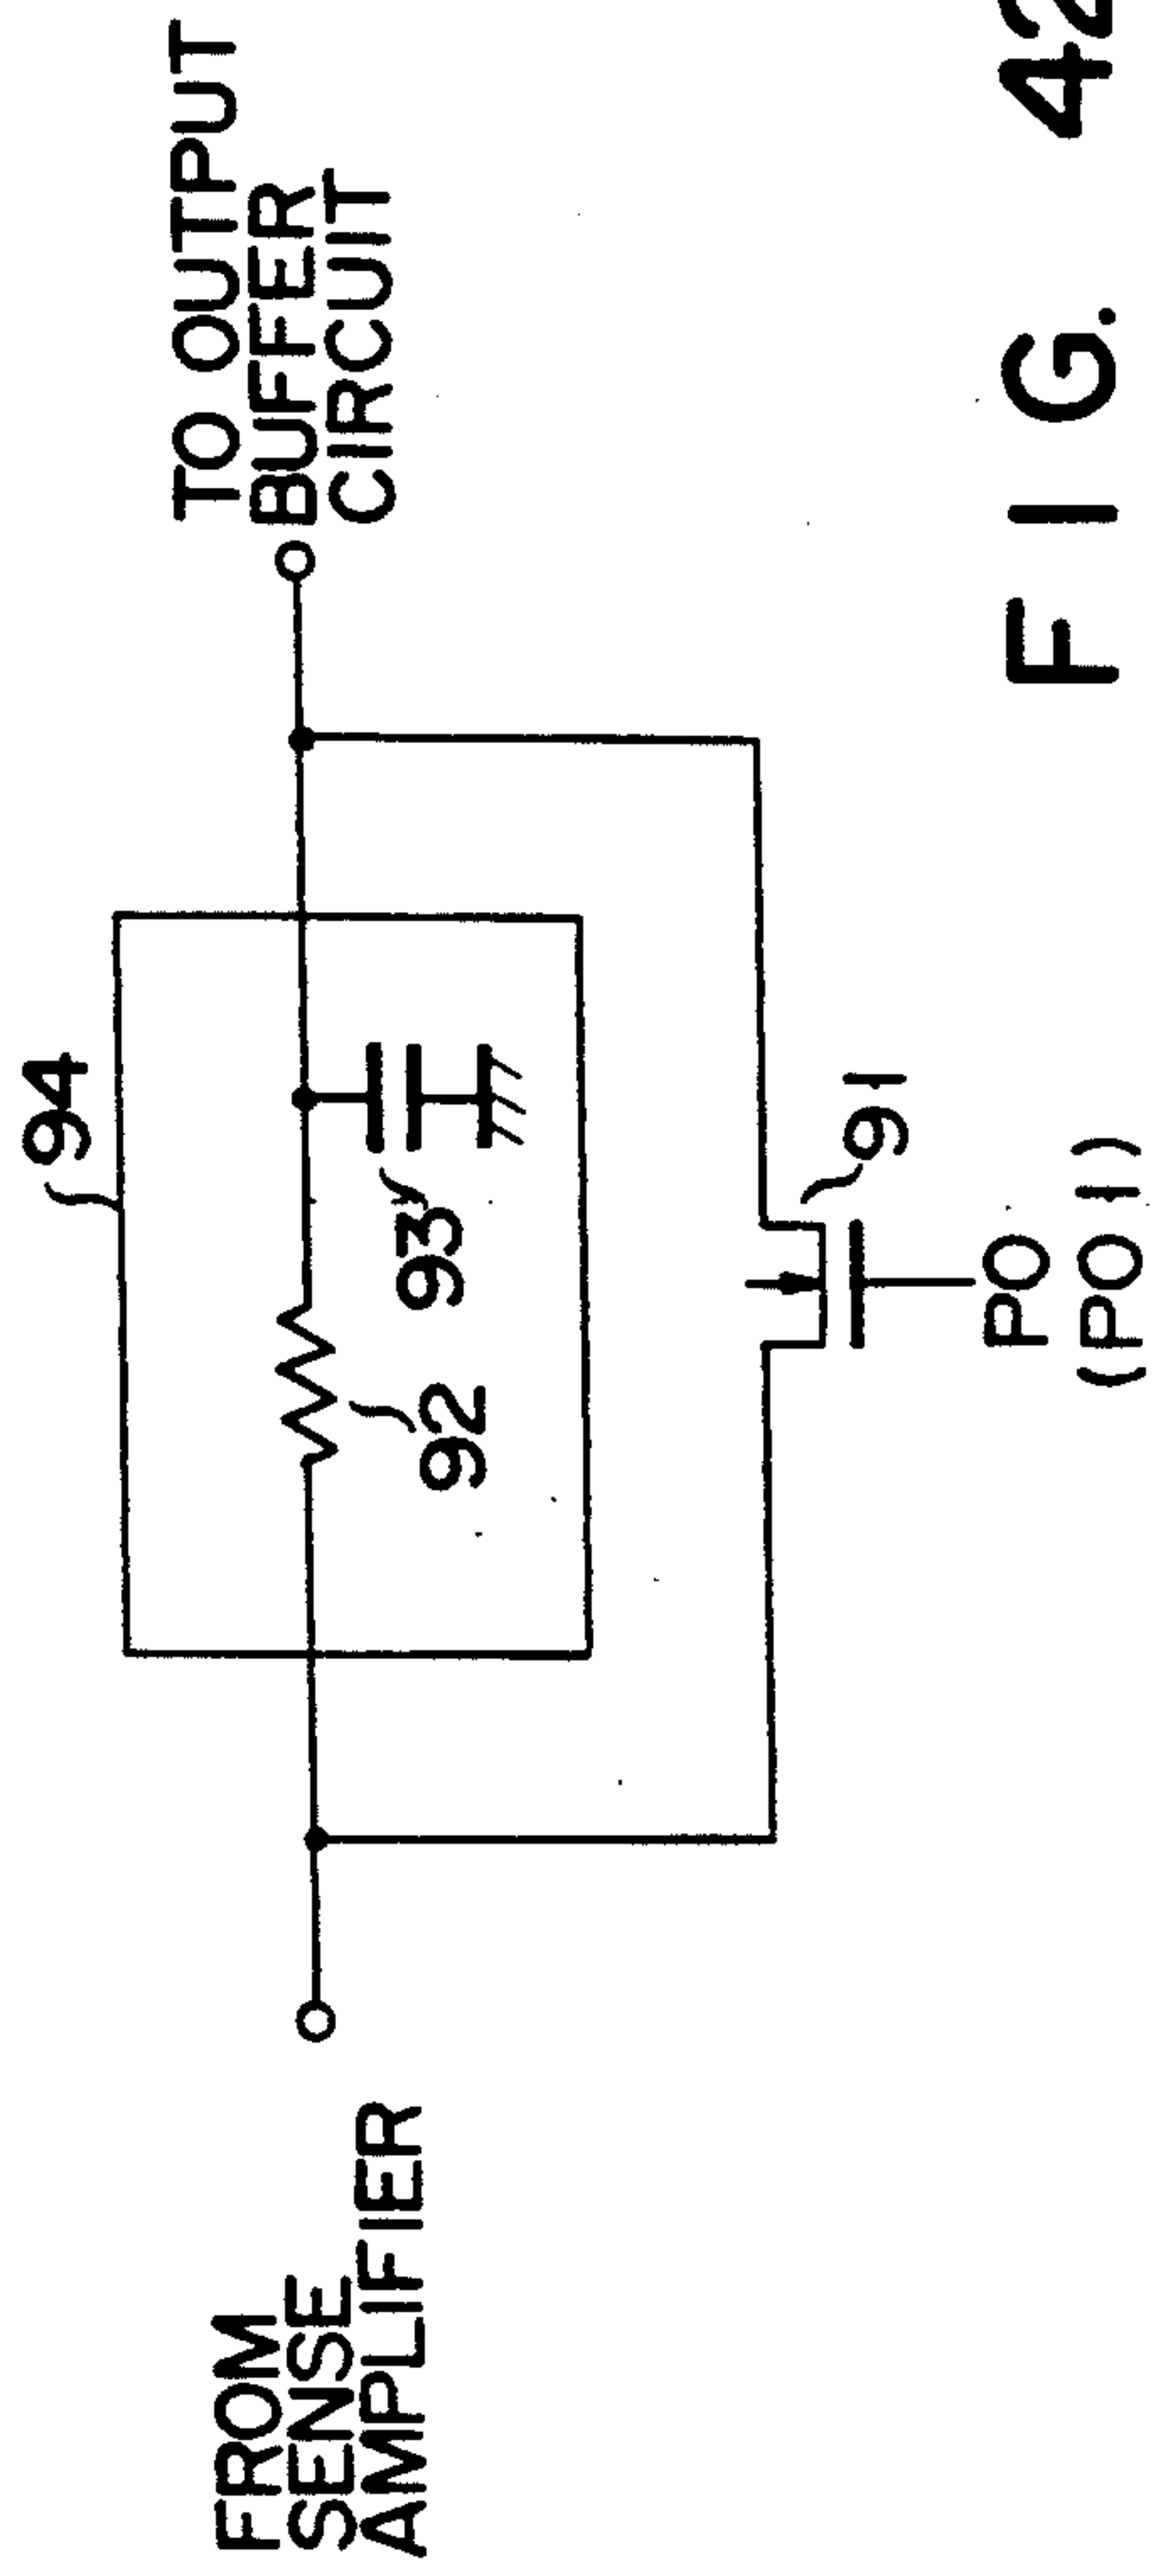 FROM
SENSE
AMPLIFIER
94
92
93
TO OUTPUT
BUFFER
CIRCUIT
91
PO
(PO1)
FIG. 42